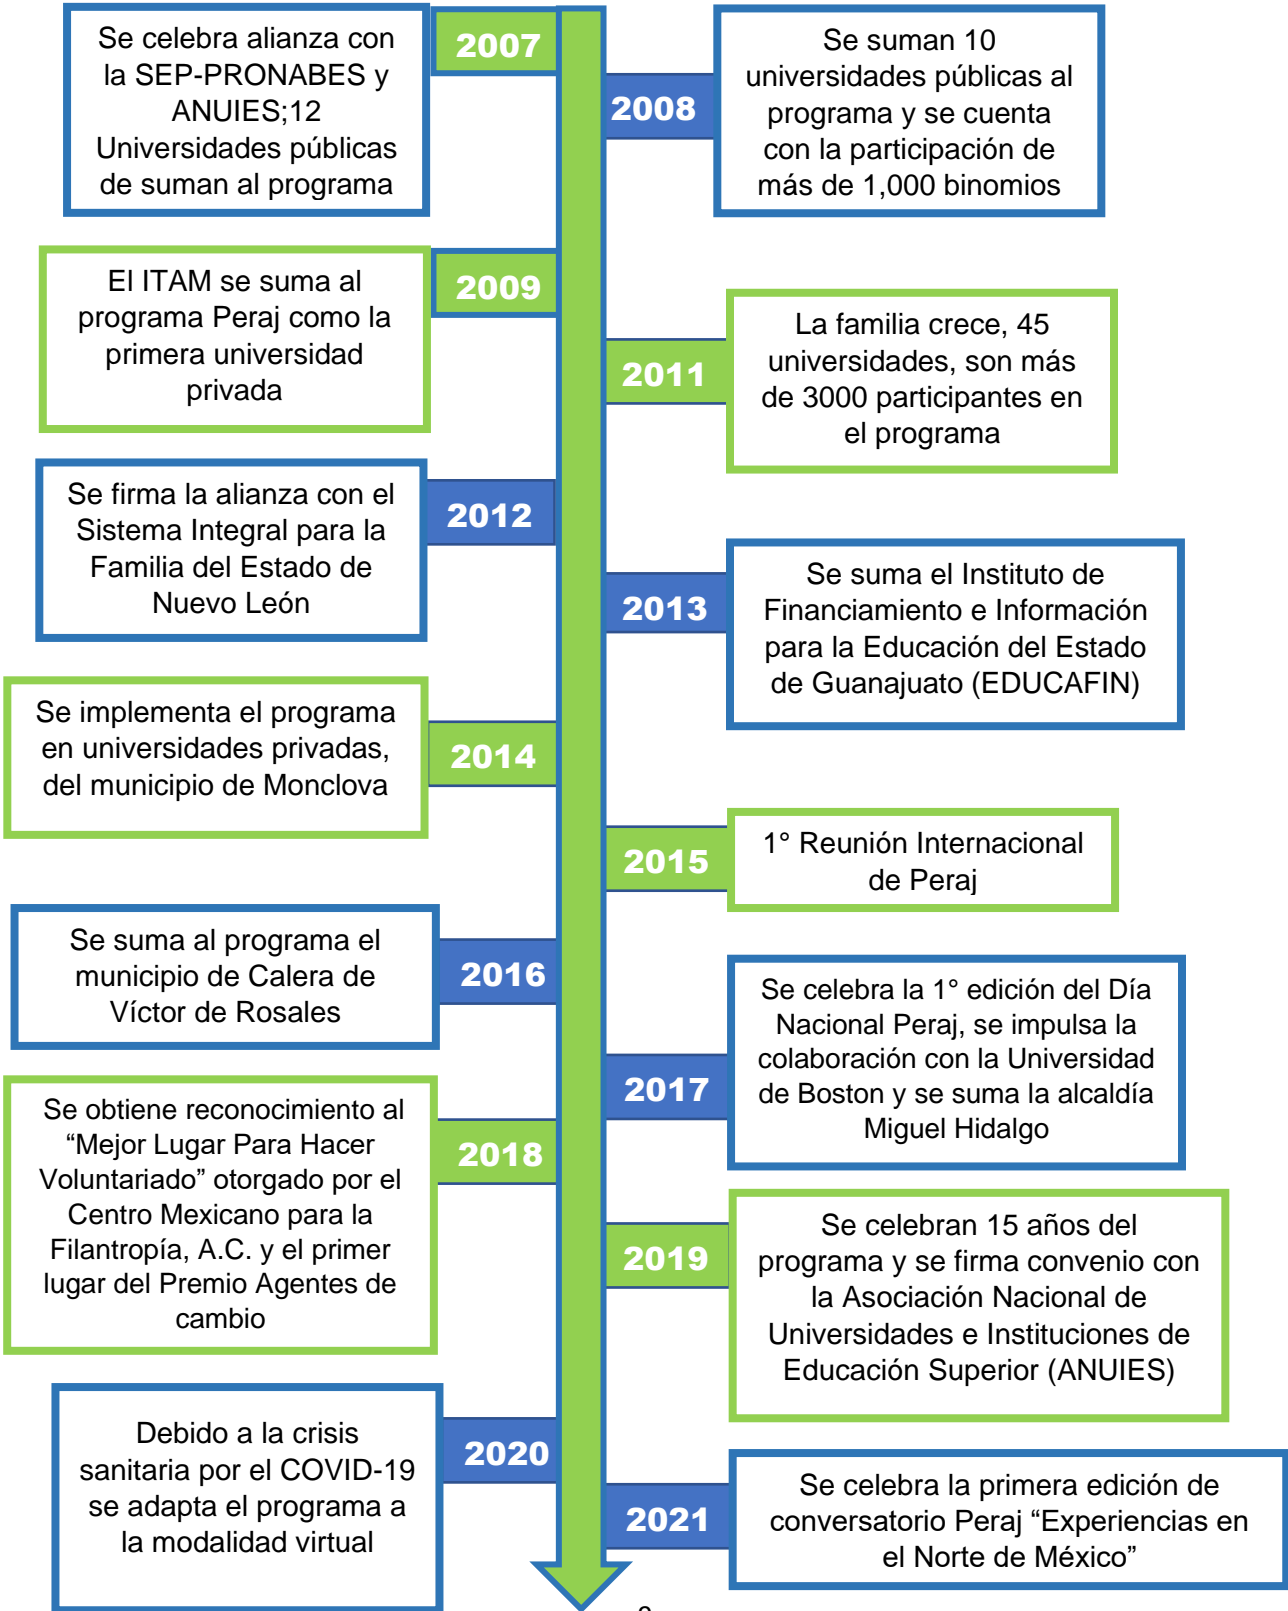 2007
Se celebra alianza con
la SEP-PRONABES y
ANUIES;12
Universidades públicas
de suman al programa
2008
Se suman 10
universidades públicas al
programa y se cuenta
con la participación de
más de 1,000 binomios
2009
El ITAM se suma al
programa Peraj como la
primera universidad
privada
2011
La familia crece, 45
universidades, son más
de 3000 participantes en
el programa
2012
Se firma la alianza con el
Sistema Integral para la
Familia del Estado de
Nuevo León
2013
Se suma el Instituto de
Financiamiento e Información
para la Educación del Estado
de Guanajuato (EDUCAFIN)
2014
Se implementa el programa
en universidades privadas,
del municipio de Monclova
2015
1° Reunión Internacional
de Peraj
2016
Se suma al programa el
municipio de Calera de
Víctor de Rosales
2017
Se celebra la 1° edición del Día
Nacional Peraj, se impulsa la
colaboración con la Universidad
de Boston y se suma la alcaldía
Miguel Hidalgo
2018
Se obtiene reconocimiento al
“Mejor Lugar Para Hacer
Voluntariado” otorgado por el
Centro Mexicano para la
Filantropía, A.C. y el primer
lugar del Premio Agentes de
cambio
2019
Se celebran 15 años del
programa y se firma convenio con
la Asociación Nacional de
Universidades e Instituciones de
Educación Superior (ANUIES)
2020
Debido a la crisis
sanitaria por el COVID-19
se adapta el programa a
la modalidad virtual
2021
Se celebra la primera edición de
conversatorio Peraj “Experiencias en
el Norte de México”